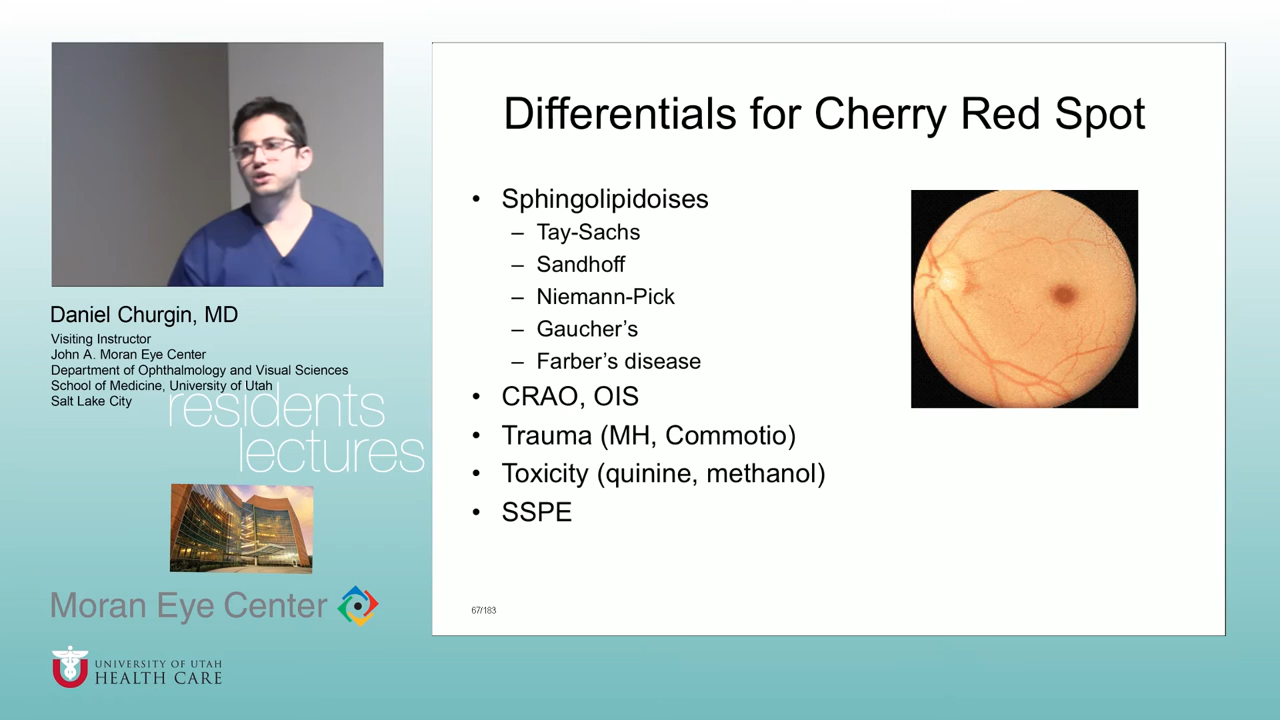 Differentials for Cherry Red Spot
• Sphingolipidoises
– Tay-Sachs
– Sandhoff
– Niemann-Pick
– Gaucher’s
– Farber’s disease
• CRAO, OIS
• Trauma (MH, Commotio)
• Toxicity (quinine, methanol)
• SSPE
67/183
Daniel Churgin, MD
Visiting Instructor
John A. Moran Eye Center
Department of Ophthalmology and Visual Sciences
School of Medicine, University of Utah
Salt Lake City
residents
lectures
Moran Eye Center
UNIVERSITY OF UTAH
HEALTH CARE